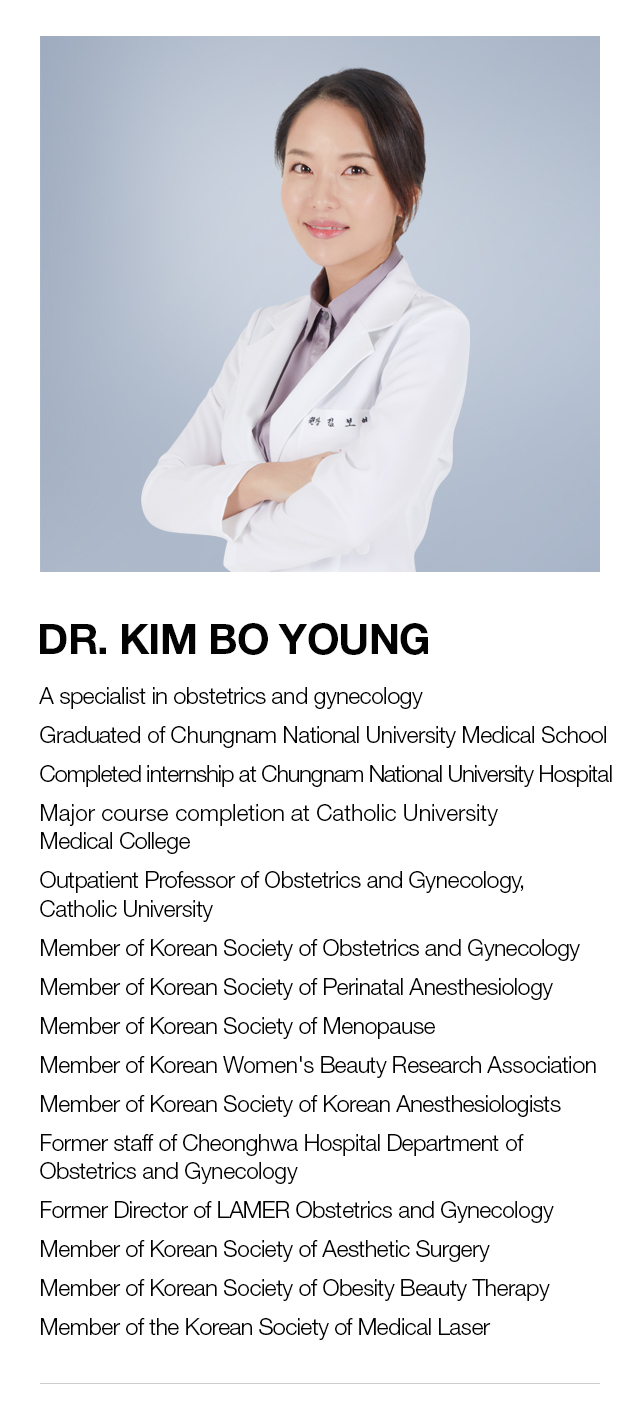 원장 김 보
DR. KIM BO YOUNG
A specialist in obstetrics and gynecology
Graduated of Chungnam National University Medical School
Completed internship at Chungnam National University Hospital
Major course completion at Catholic University
Medical College
Outpatient Professor of Obstetrics and Gynecology,
Catholic University
Member of Korean Society of Obstetrics and Gynecology
Member of Korean Society of Perinatal Anesthesiology
Member of Korean Society of Menopause
Member of Korean Women's Beauty Research Association
Member of Korean Society of Korean Anesthesiologists
Former staff of Cheonghwa Hospital Department of
Obstetrics and Gynecology
Former Director of LAMER Obstetrics and Gynecology
Member of Korean Society of Aesthetic Surgery
Member of Korean Society of Obesity Beauty Therapy
Member of the Korean Society of Medical Laser